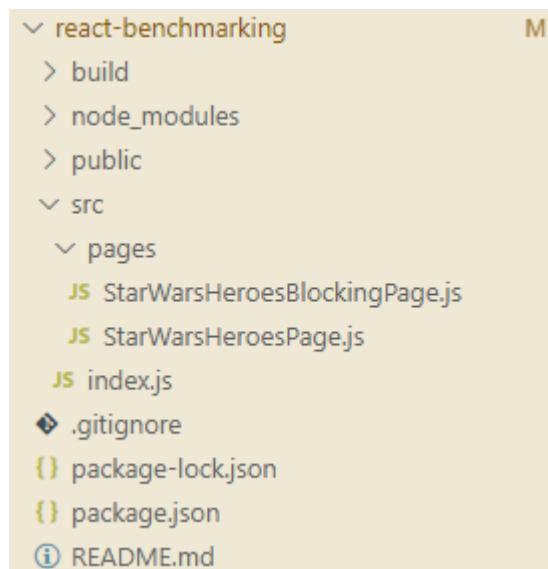 react-benchmarking M
build
node_modules
public
src
pages
JS StarWarsHeroesBlockingPage.js
JS StarWarsHeroesPage.js
JS index.js
.gitignore
{} package-lock.json
{} package.json
README.md